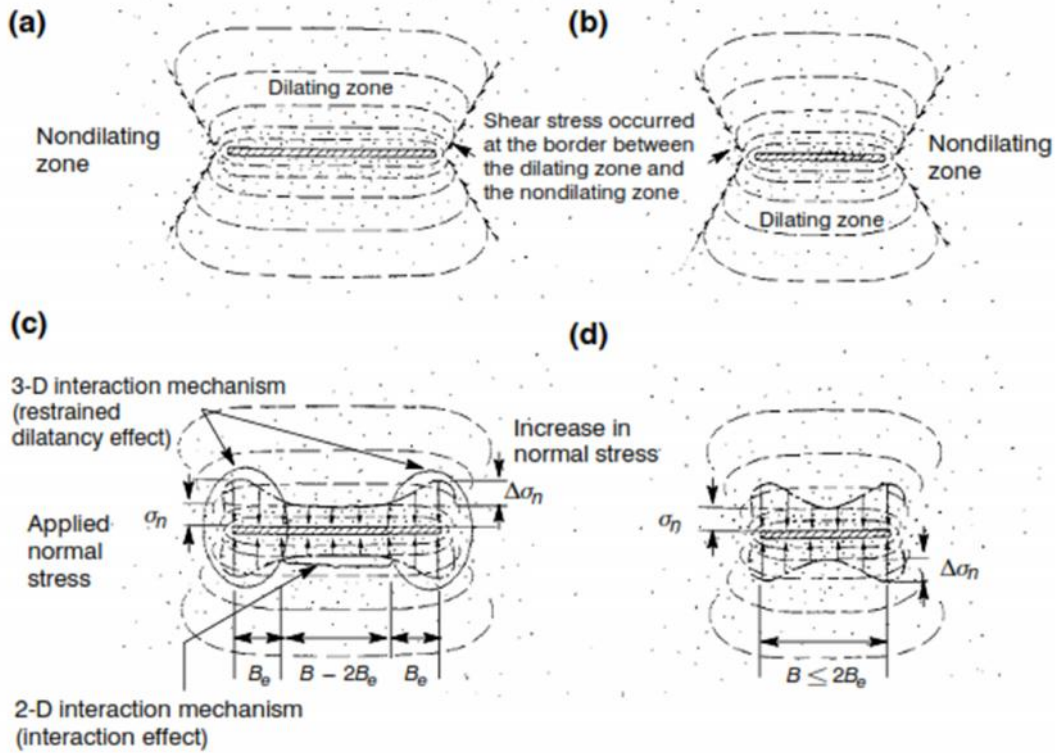 (a)
(b)
Dilating zone
Nondilating
zone
Shear stress occurred
at the border between
the dilating zone and
the nondilating zone
Nondilating
zone
Dilating zone
(c)
(d)
3-D interaction mechanism
(restrained
dilatancy effect)
Increase in
normal stress
Δσn
σn
Applied
normal
stress
σn
Δσn
Be
B − 2Be
Be
B ≤ 2Be
2-D interaction mechanism
(interaction effect)